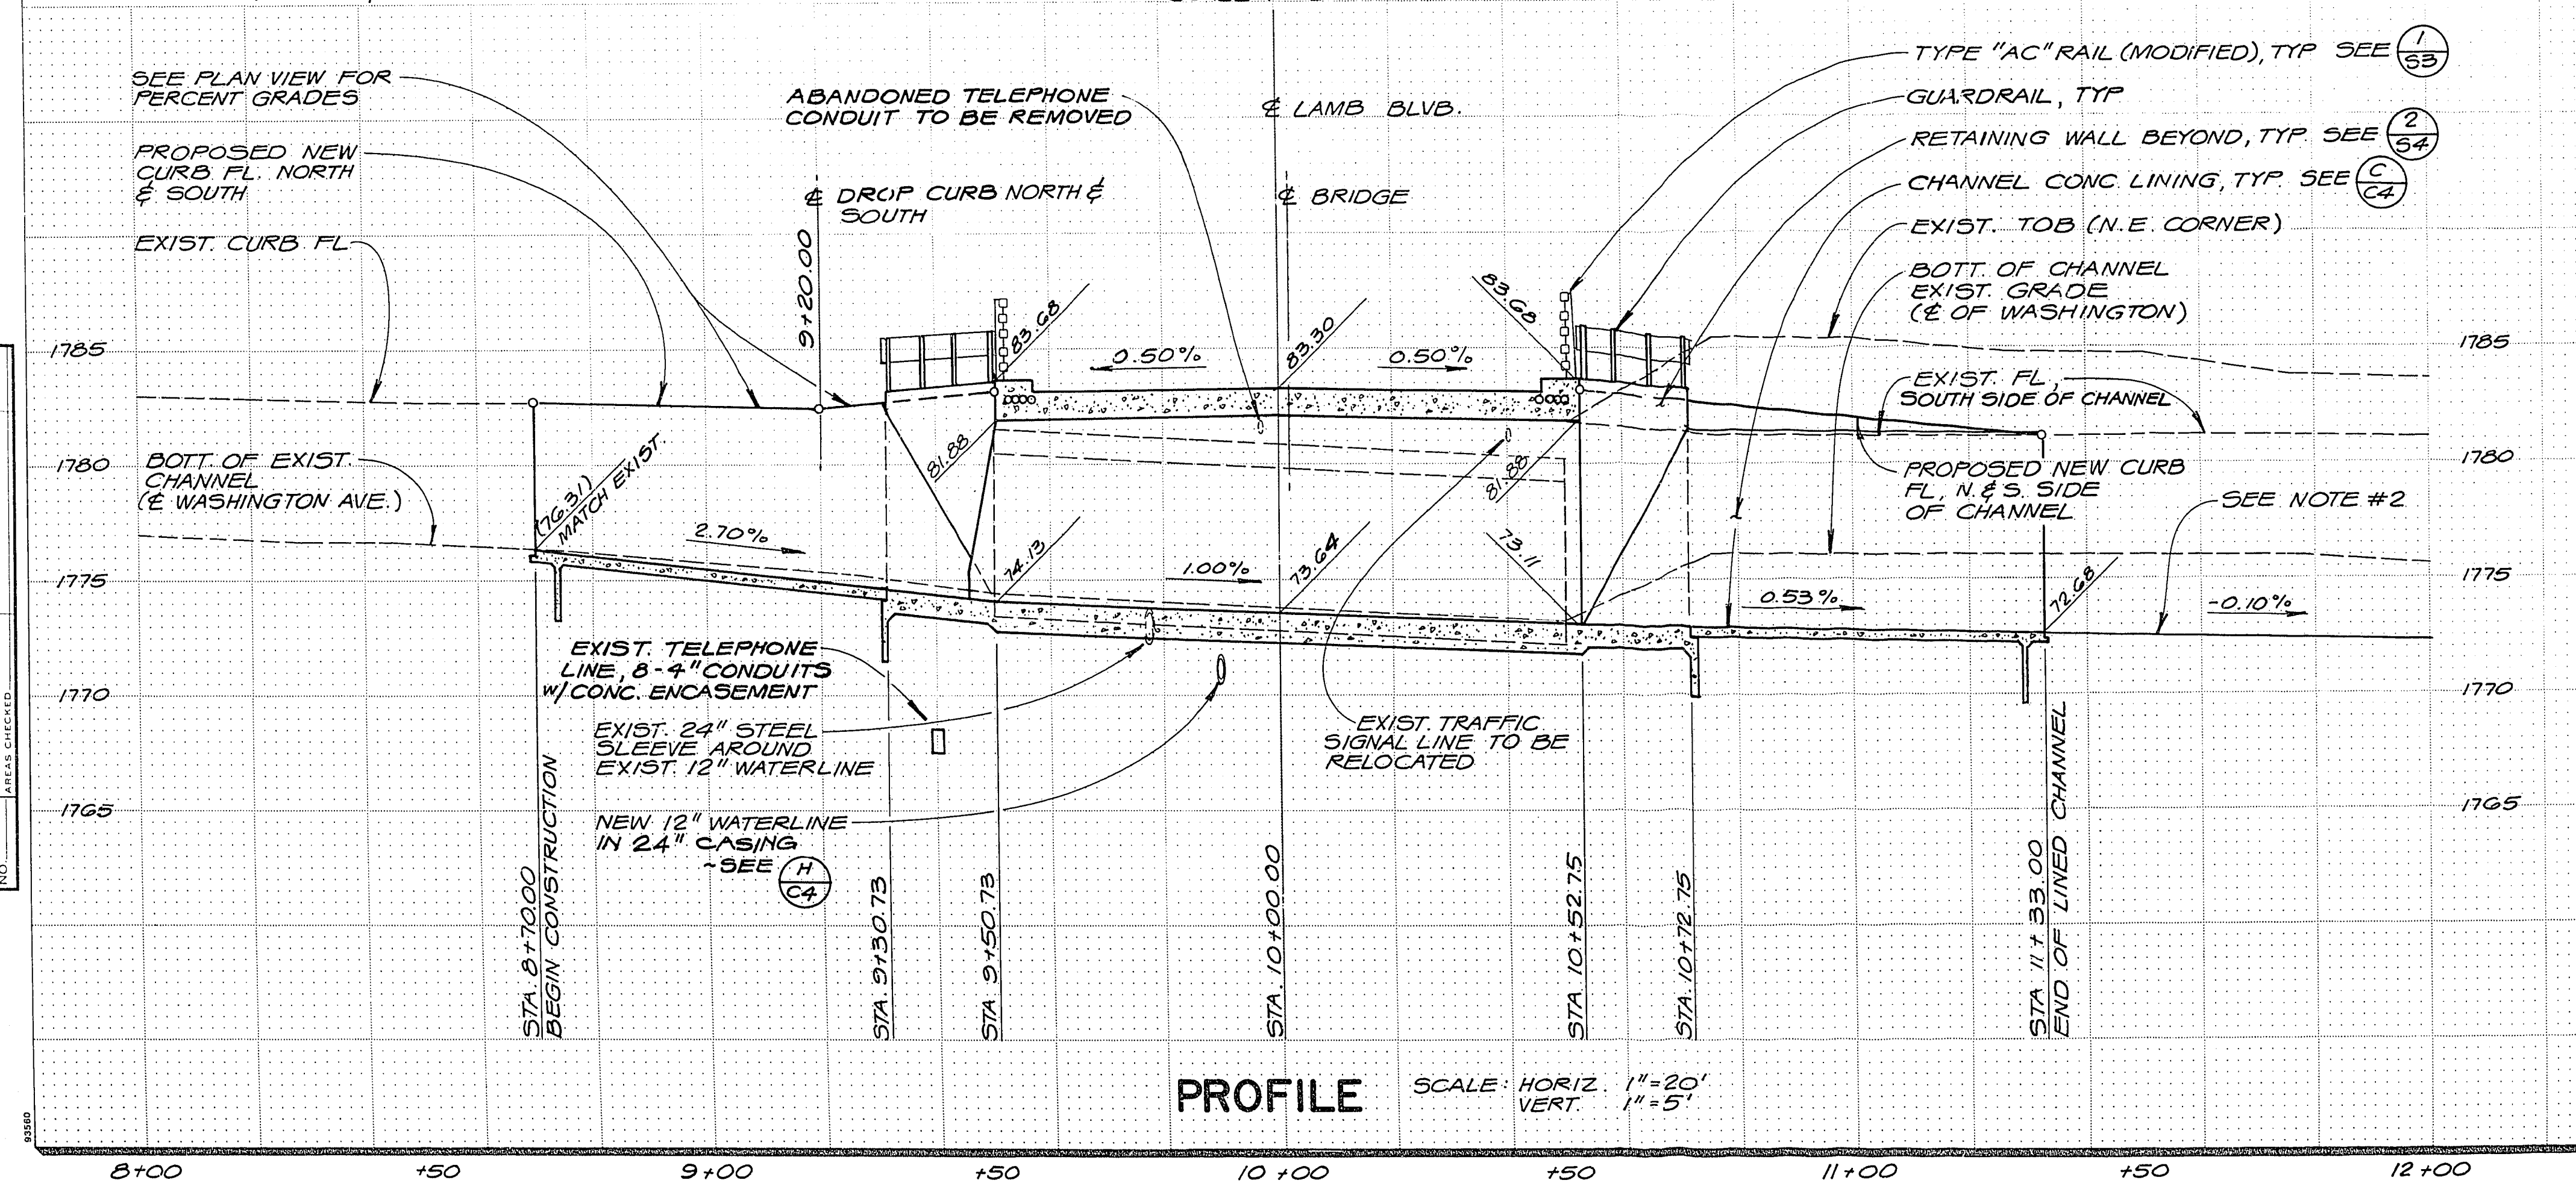 SEE PLAN VIEW FOR
PERCENT GRADES
PROPOSED NEW
CURB FL. NORTH
& SOUTH
EXIST. CURB FL
ABANDONED TELEPHONE
CONDUIT TO BE REMOVED
℄ LAMB BLVB.
℄ DROP CURB NORTH &
SOUTH
℄ BRIDGE
9+20.00
TYPE "AC" RAIL (MODIFIED), TYP SEE 1/S3
GUARDRAIL, TYP
RETAINING WALL BEYOND, TYP. SEE 2/S4
CHANNEL CONC. LINING, TYP. SEE C/C4
EXIST. TOB (N.E. CORNER)
BOTT. OF CHANNEL
EXIST. GRADE
(℄ OF WASHINGTON)
1785
83.68
0.50%
83.30
0.50%
83.68
1785
EXIST. FL,
SOUTH SIDE OF CHANNEL
1780
BOTT OF EXIST.
CHANNEL
(℄ WASHINGTON AVE.)
(76.31)
MATCH EXIST.
81.88
81.88
1780
PROPOSED NEW CURB
FL, N. & S. SIDE
OF CHANNEL
SEE NOTE #2
2.70%
74.13
1.00%
73.64
73.11
1775
1775
0.53%
72.68
-0.10%
EXIST. TELEPHONE
LINE, 8-4" CONDUITS
W/CONC. ENCASEMENT
1770
1770
EXIST. 24" STEEL
SLEEVE AROUND
EXIST. 12" WATERLINE
EXIST. TRAFFIC
SIGNAL LINE TO BE
RELOCATED
1765
1765
NEW 12" WATERLINE
IN 24" CASING
~SEE H/C4
STA. 8+70.00
BEGIN CONSTRUCTION
STA. 9+30.73
STA 9+50.73
STA. 10+00.00
STA. 10+52.75
STA. 10+72.75
STA 11+33.00
END OF LINED CHANNEL
PROFILE
SCALE: HORIZ. 1"=20'
VERT. 1"=5'
8+00 +50 9+00 +50 10+00 +50 11+00 +50 12+00
AREAS CHECKED
NO.
93560